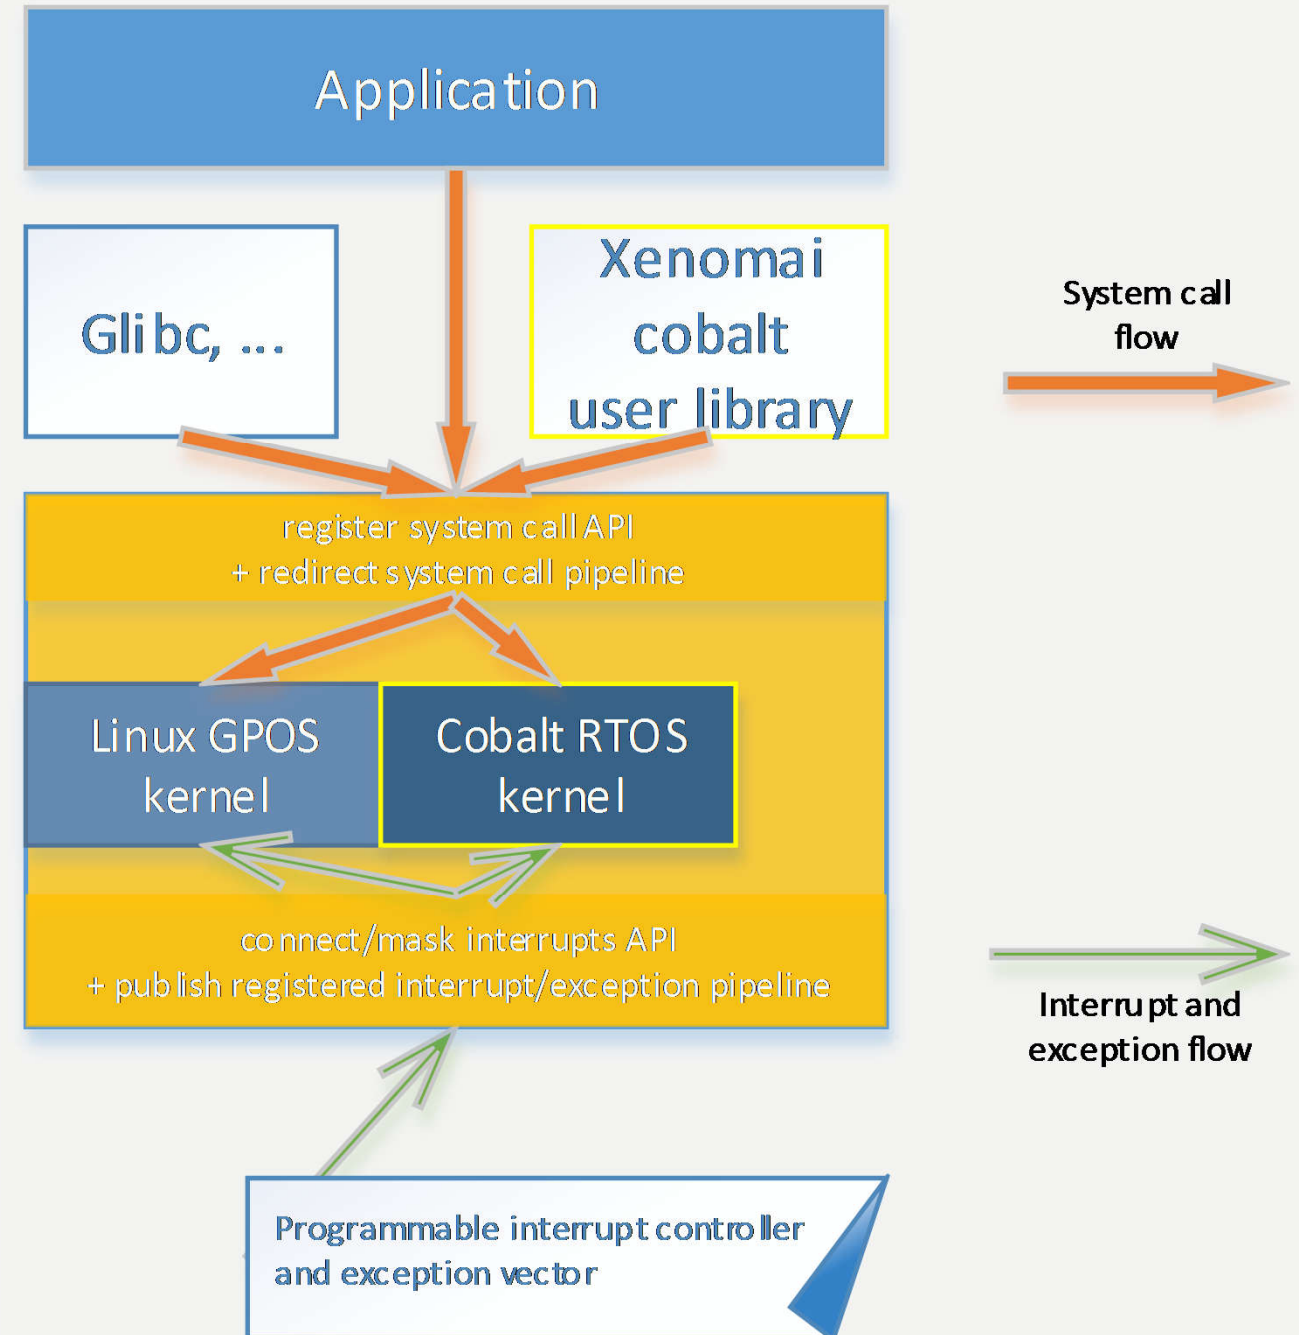 Application
Glibc, ...
Xenomai
cobalt
user library
System call
flow
register system call API
+ redirect system call pipeline
Linux GPOS
kernel
Cobalt RTOS
kernel
connect/mask interrupts API
+ publish registered interrupt/exception pipeline
Interrupt and
exception flow
Programmable interrupt controller
and exception vector